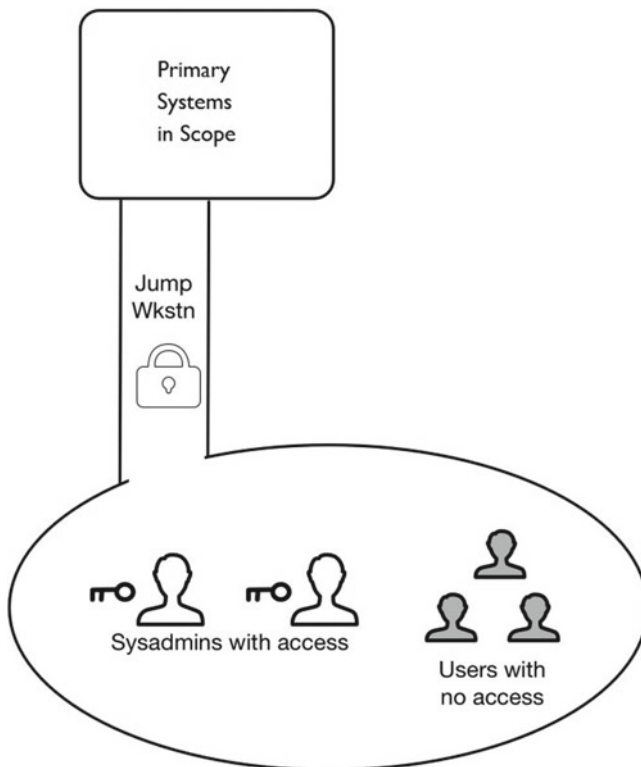 Primary
Systems
in Scope
Jump
Wkstn
Sysadmins with access
Users with
no access